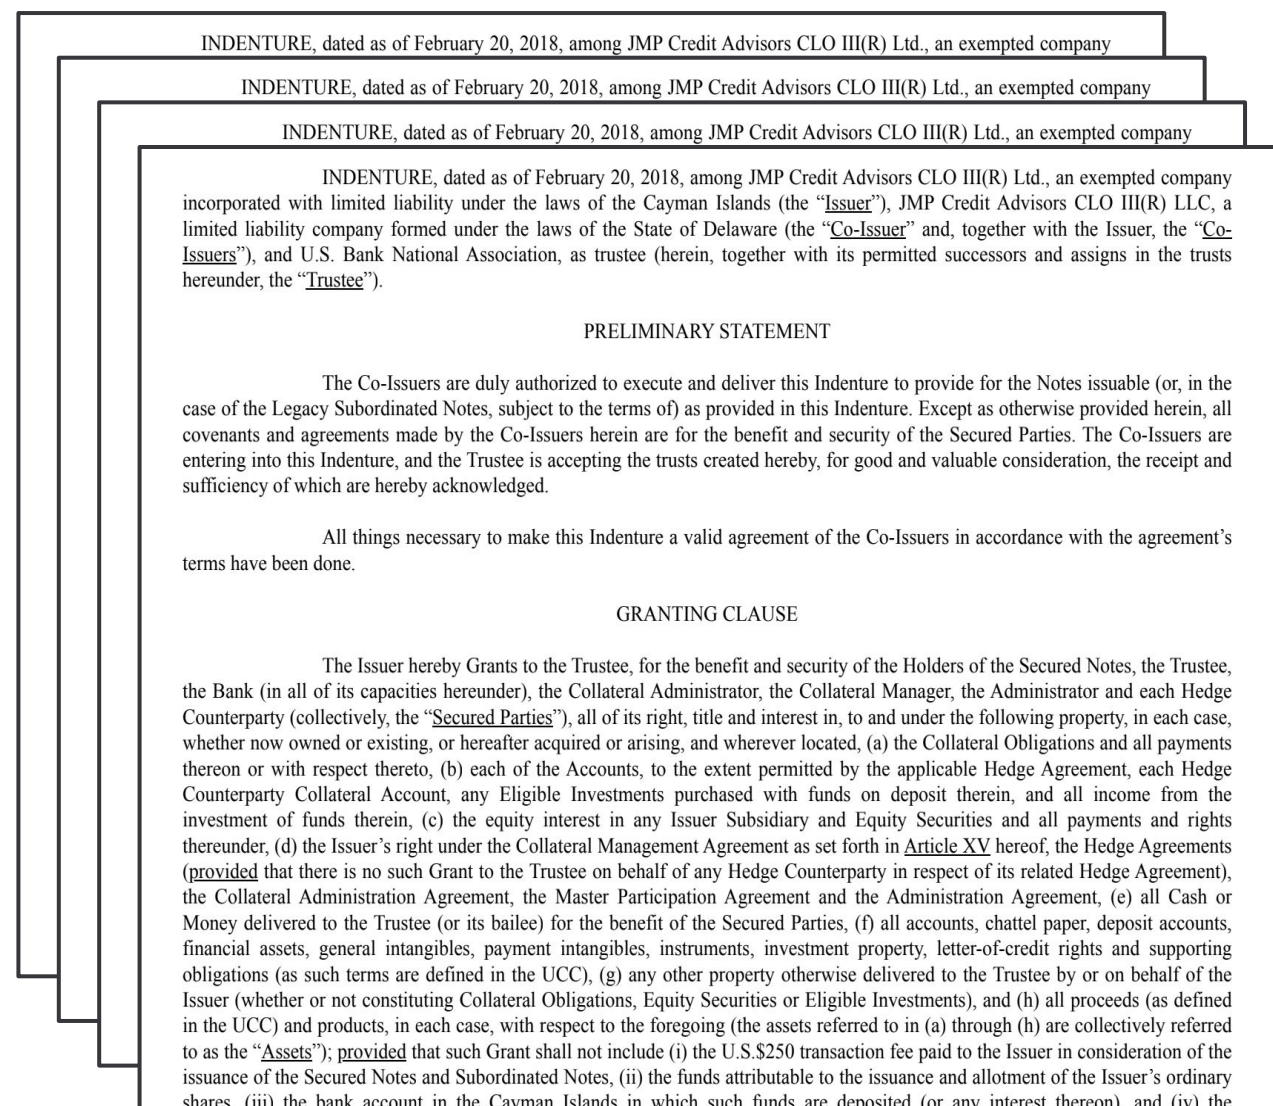 INDENTURE, dated as of February 20, 2018, among JMP Credit Advisors CLO III(R) Ltd., an exempted company
INDENTURE, dated as of February 20, 2018, among JMP Credit Advisors CLO III(R) Ltd., an exempted company
INDENTURE, dated as of February 20, 2018, among JMP Credit Advisors CLO III(R) Ltd., an exempted company
INDENTURE, dated as of February 20, 2018, among JMP Credit Advisors CLO III(R) Ltd., an exempted company
incorporated with limited liability under the laws of the Cayman Islands (the “Issuer”), JMP Credit Advisors CLO III(R) LLC, a
limited liability company formed under the laws of the State of Delaware (the “Co-Issuer” and, together with the Issuer, the “Co-
Issuers”), and U.S. Bank National Association, as trustee (herein, together with its permitted successors and assigns in the trusts
hereunder, the “Trustee”).
PRELIMINARY STATEMENT
The Co-Issuers are duly authorized to execute and deliver this Indenture to provide for the Notes issuable (or, in the
case of the Legacy Subordinated Notes, subject to the terms of) as provided in this Indenture. Except as otherwise provided herein, all
covenants and agreements made by the Co-Issuers herein are for the benefit and security of the Secured Parties. The Co-Issuers are
entering into this Indenture, and the Trustee is accepting the trusts created hereby, for good and valuable consideration, the receipt and
sufficiency of which are hereby acknowledged.
All things necessary to make this Indenture a valid agreement of the Co-Issuers in accordance with the agreement’s
terms have been done.
GRANTING CLAUSE
The Issuer hereby Grants to the Trustee, for the benefit and security of the Holders of the Secured Notes, the Trustee,
the Bank (in all of its capacities hereunder), the Collateral Administrator, the Collateral Manager, the Administrator and each Hedge
Counterparty (collectively, the “Secured Parties”), all of its right, title and interest in, to and under the following property, in each case,
whether now owned or existing, or hereafter acquired or arising, and wherever located, (a) the Collateral Obligations and all payments
thereon or with respect thereto, (b) each of the Accounts, to the extent permitted by the applicable Hedge Agreement, each Hedge
Counterparty Collateral Account, any Eligible Investments purchased with funds on deposit therein, and all income from the
investment of funds therein, (c) the equity interest in any Issuer Subsidiary and Equity Securities and all payments and rights
thereunder, (d) the Issuer’s right under the Collateral Management Agreement as set forth in Article XV hereof, the Hedge Agreements
(provided that there is no such Grant to the Trustee on behalf of any Hedge Counterparty in respect of its related Hedge Agreement),
the Collateral Administration Agreement, the Master Participation Agreement and the Administration Agreement, (e) all Cash or
Money delivered to the Trustee (or its bailee) for the benefit of the Secured Parties, (f) all accounts, chattel paper, deposit accounts,
financial assets, general intangibles, payment intangibles, instruments, investment property, letter-of-credit rights and supporting
obligations (as such terms are defined in the UCC), (g) any other property otherwise delivered to the Trustee by or on behalf of the
Issuer (whether or not constituting Collateral Obligations, Equity Securities or Eligible Investments), and (h) all proceeds (as defined
in the UCC) and products, in each case, with respect to the foregoing (the assets referred to in (a) through (h) are collectively referred
to as the “Assets”); provided that such Grant shall not include (i) the U.S.$250 transaction fee paid to the Issuer in consideration of the
issuance of the Secured Notes and Subordinated Notes, (ii) the funds attributable to the issuance and allotment of the Issuer’s ordinary
shares, (iii) the bank account in the Cayman Islands in which such funds are deposited (or any interest thereon), and (iv) the